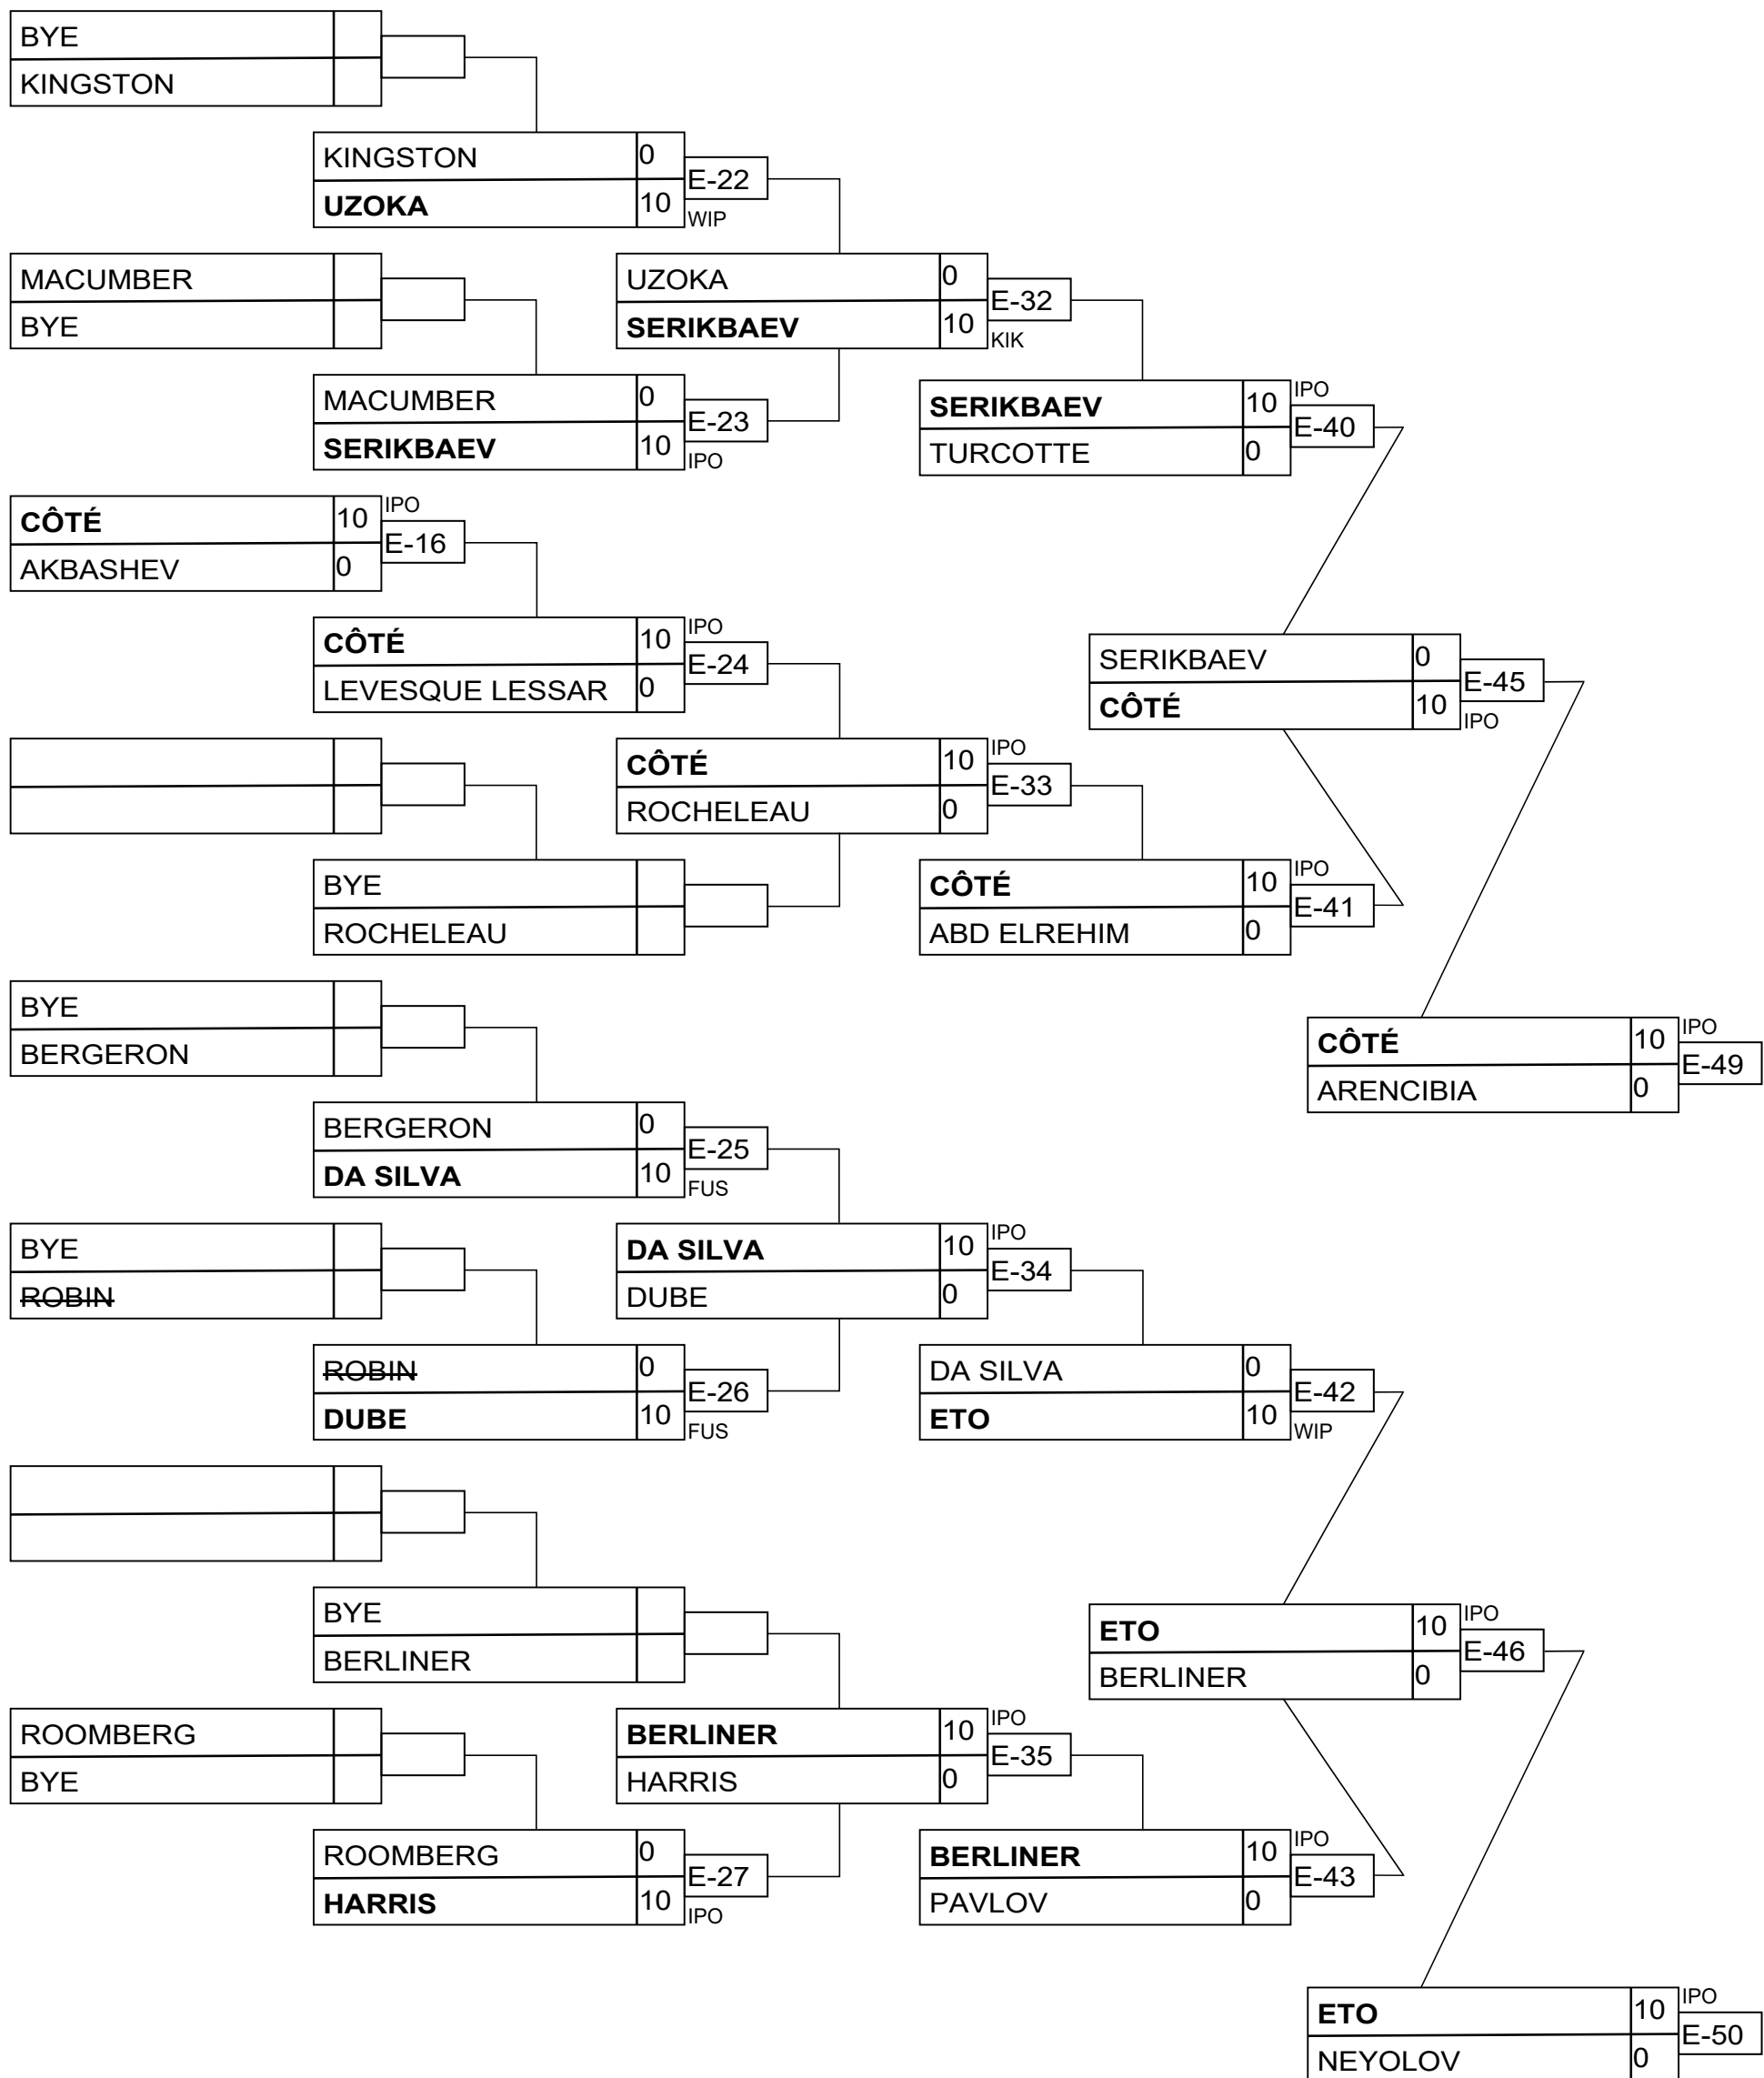 BYE
KINGSTON
KINGSTON 0
UZOKA 10
E-22
WIP
MACUMBER
BYE
UZOKA 0
SERIKBAEV 10
E-32
KIK
MACUMBER 0
SERIKBAEV 10
E-23
IPO
SERIKBAEV 10
TURCOTTE 0
IPO
E-40
CÔTÉ 10
AKBASHEV 0
IPO
E-16
CÔTÉ 10
LEVESQUE LESSAR 0
IPO
E-24
SERIKBAEV 0
CÔTÉ 10
E-45
IPO
CÔTÉ 10
ROCHELEAU 0
IPO
E-33
BYE
ROCHELEAU
CÔTÉ 10
ABD ELREHIM 0
IPO
E-41
BYE
BERGERON
CÔTÉ 10
ARENCIBIA 0
IPO
E-49
BERGERON 0
DA SILVA 10
E-25
FUS
BYE
ROBIN
DA SILVA 10
DUBE 0
IPO
E-34
ROBIN 0
DUBE 10
E-26
FUS
DA SILVA 0
ETO 10
E-42
WIP
BYE
BERLINER
ETO 10
BERLINER 0
IPO
E-46
ROOMBERG
BYE
BERLINER 10
HARRIS 0
IPO
E-35
ROOMBERG 0
HARRIS 10
E-27
IPO
BERLINER 10
PAVLOV 0
IPO
E-43
ETO 10
NEYOLOV 0
IPO
E-50